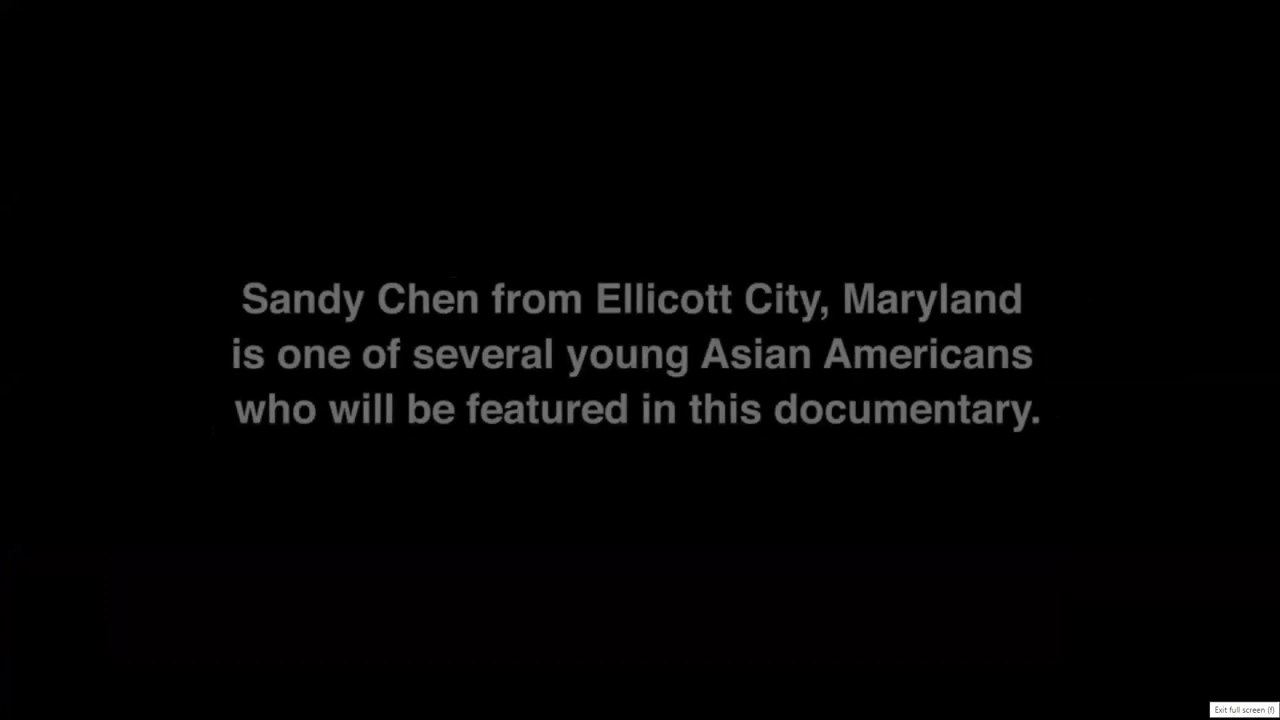 Sandy Chen from Ellicott City, Maryland
is one of several young Asian Americans
who will be featured in this documentary.
Exit full screen (f)